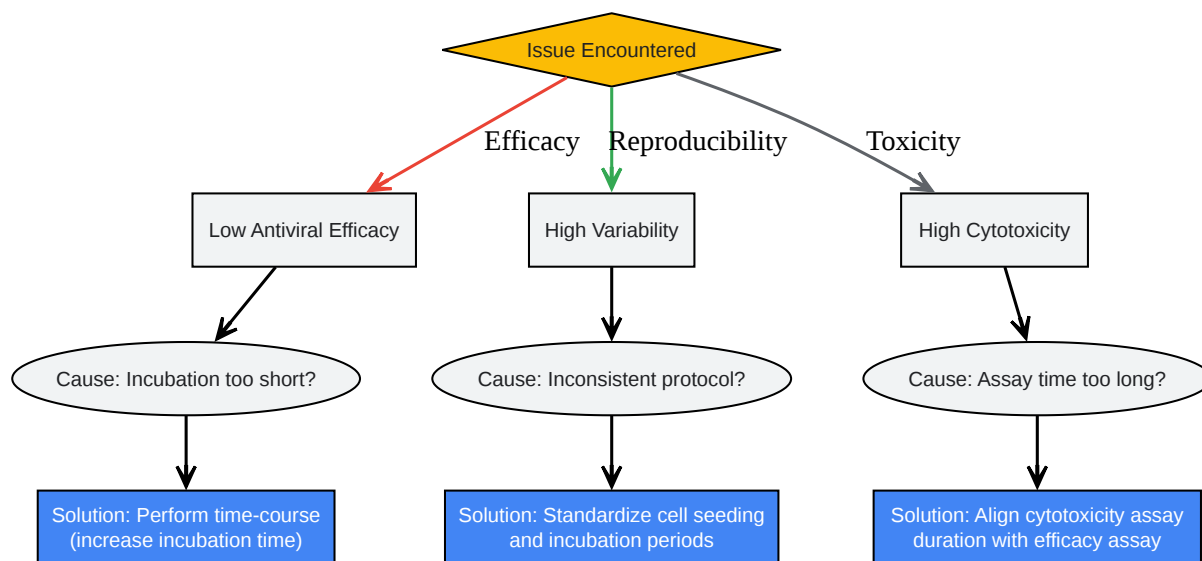 Issue Encountered
Efficacy
Reproducibility
Toxicity
Low Antiviral Efficacy
High Variability
High Cytotoxicity
Cause: Incubation too short?
Cause: Inconsistent protocol?
Cause: Assay time too long?
Solution: Perform time-course
(increase incubation time)
Solution: Standardize cell seeding
and incubation periods
Solution: Align cytotoxicity assay
duration with efficacy assay